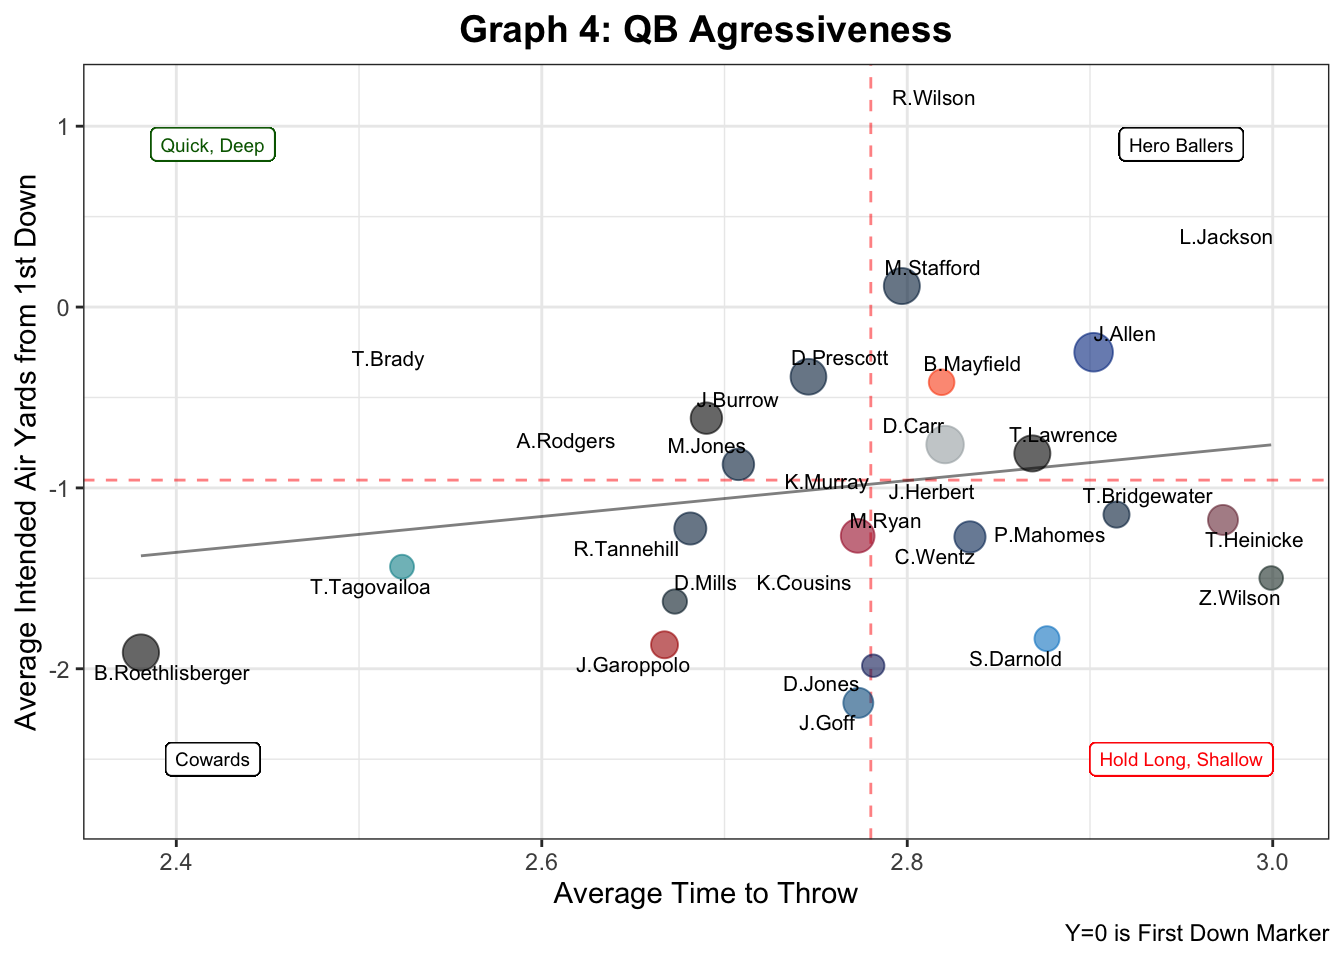 Graph 4: QB Agressiveness
R.Wilson
1
Quick, Deep
Hero Ballers
L.Jackson
M.Stafford
0
J.Allen
T.Brady
D.Prescott
B.Mayfield
J.Burrow
D.Carr
T.Lawrence
A.Rodgers
M.Jones
K.Murray
-1
J.Herbert
T.Bridgewater
M.Ryan
P.Mahomes
T.Heinicke
R.Tannehill
C.Wentz
D.Mills
K.Cousins
T.Tagovailoa
Z.Wilson
S.Darnold
J.Garoppolo
-2
B.Roethlisberger
D.Jones
J.Goff
Cowards
Hold Long, Shallow
Average Intended Air Yards from 1st Down
2.4
2.6
2.8
3.0
Average Time to Throw
Y=0 is First Down Marker